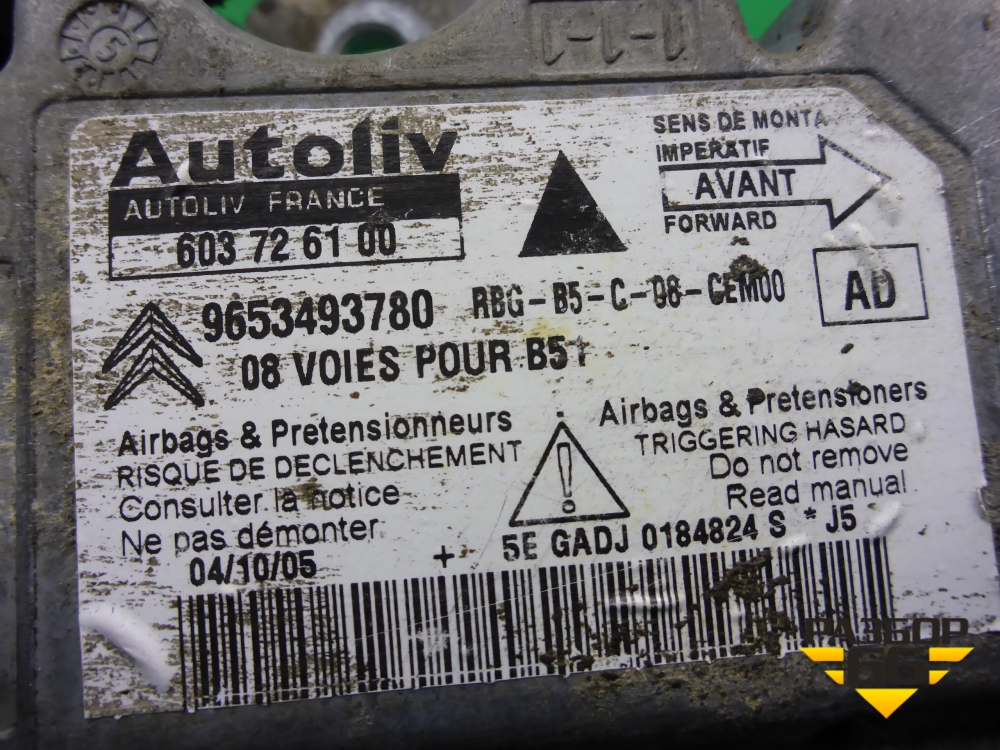 Autoliv
AUTOLIV FRANCE
603 72 61 00
SENS DE MONTA
IMPERATIF
AVANT
FORWARD
9653493780 RBG-B5-C-08-CEM00
AD
08 VOIES POUR B51
Airbags & Pretensionneurs
RISQUE DE DECLENCHEMENT
Consulter la notice
Ne pas démonter
Airbags & Pretensioners
TRIGGERING HASARD
Do not remove
Read manual
04/10/05 + 5E GADJ 0184824 S * J5
РАЗБОР
66